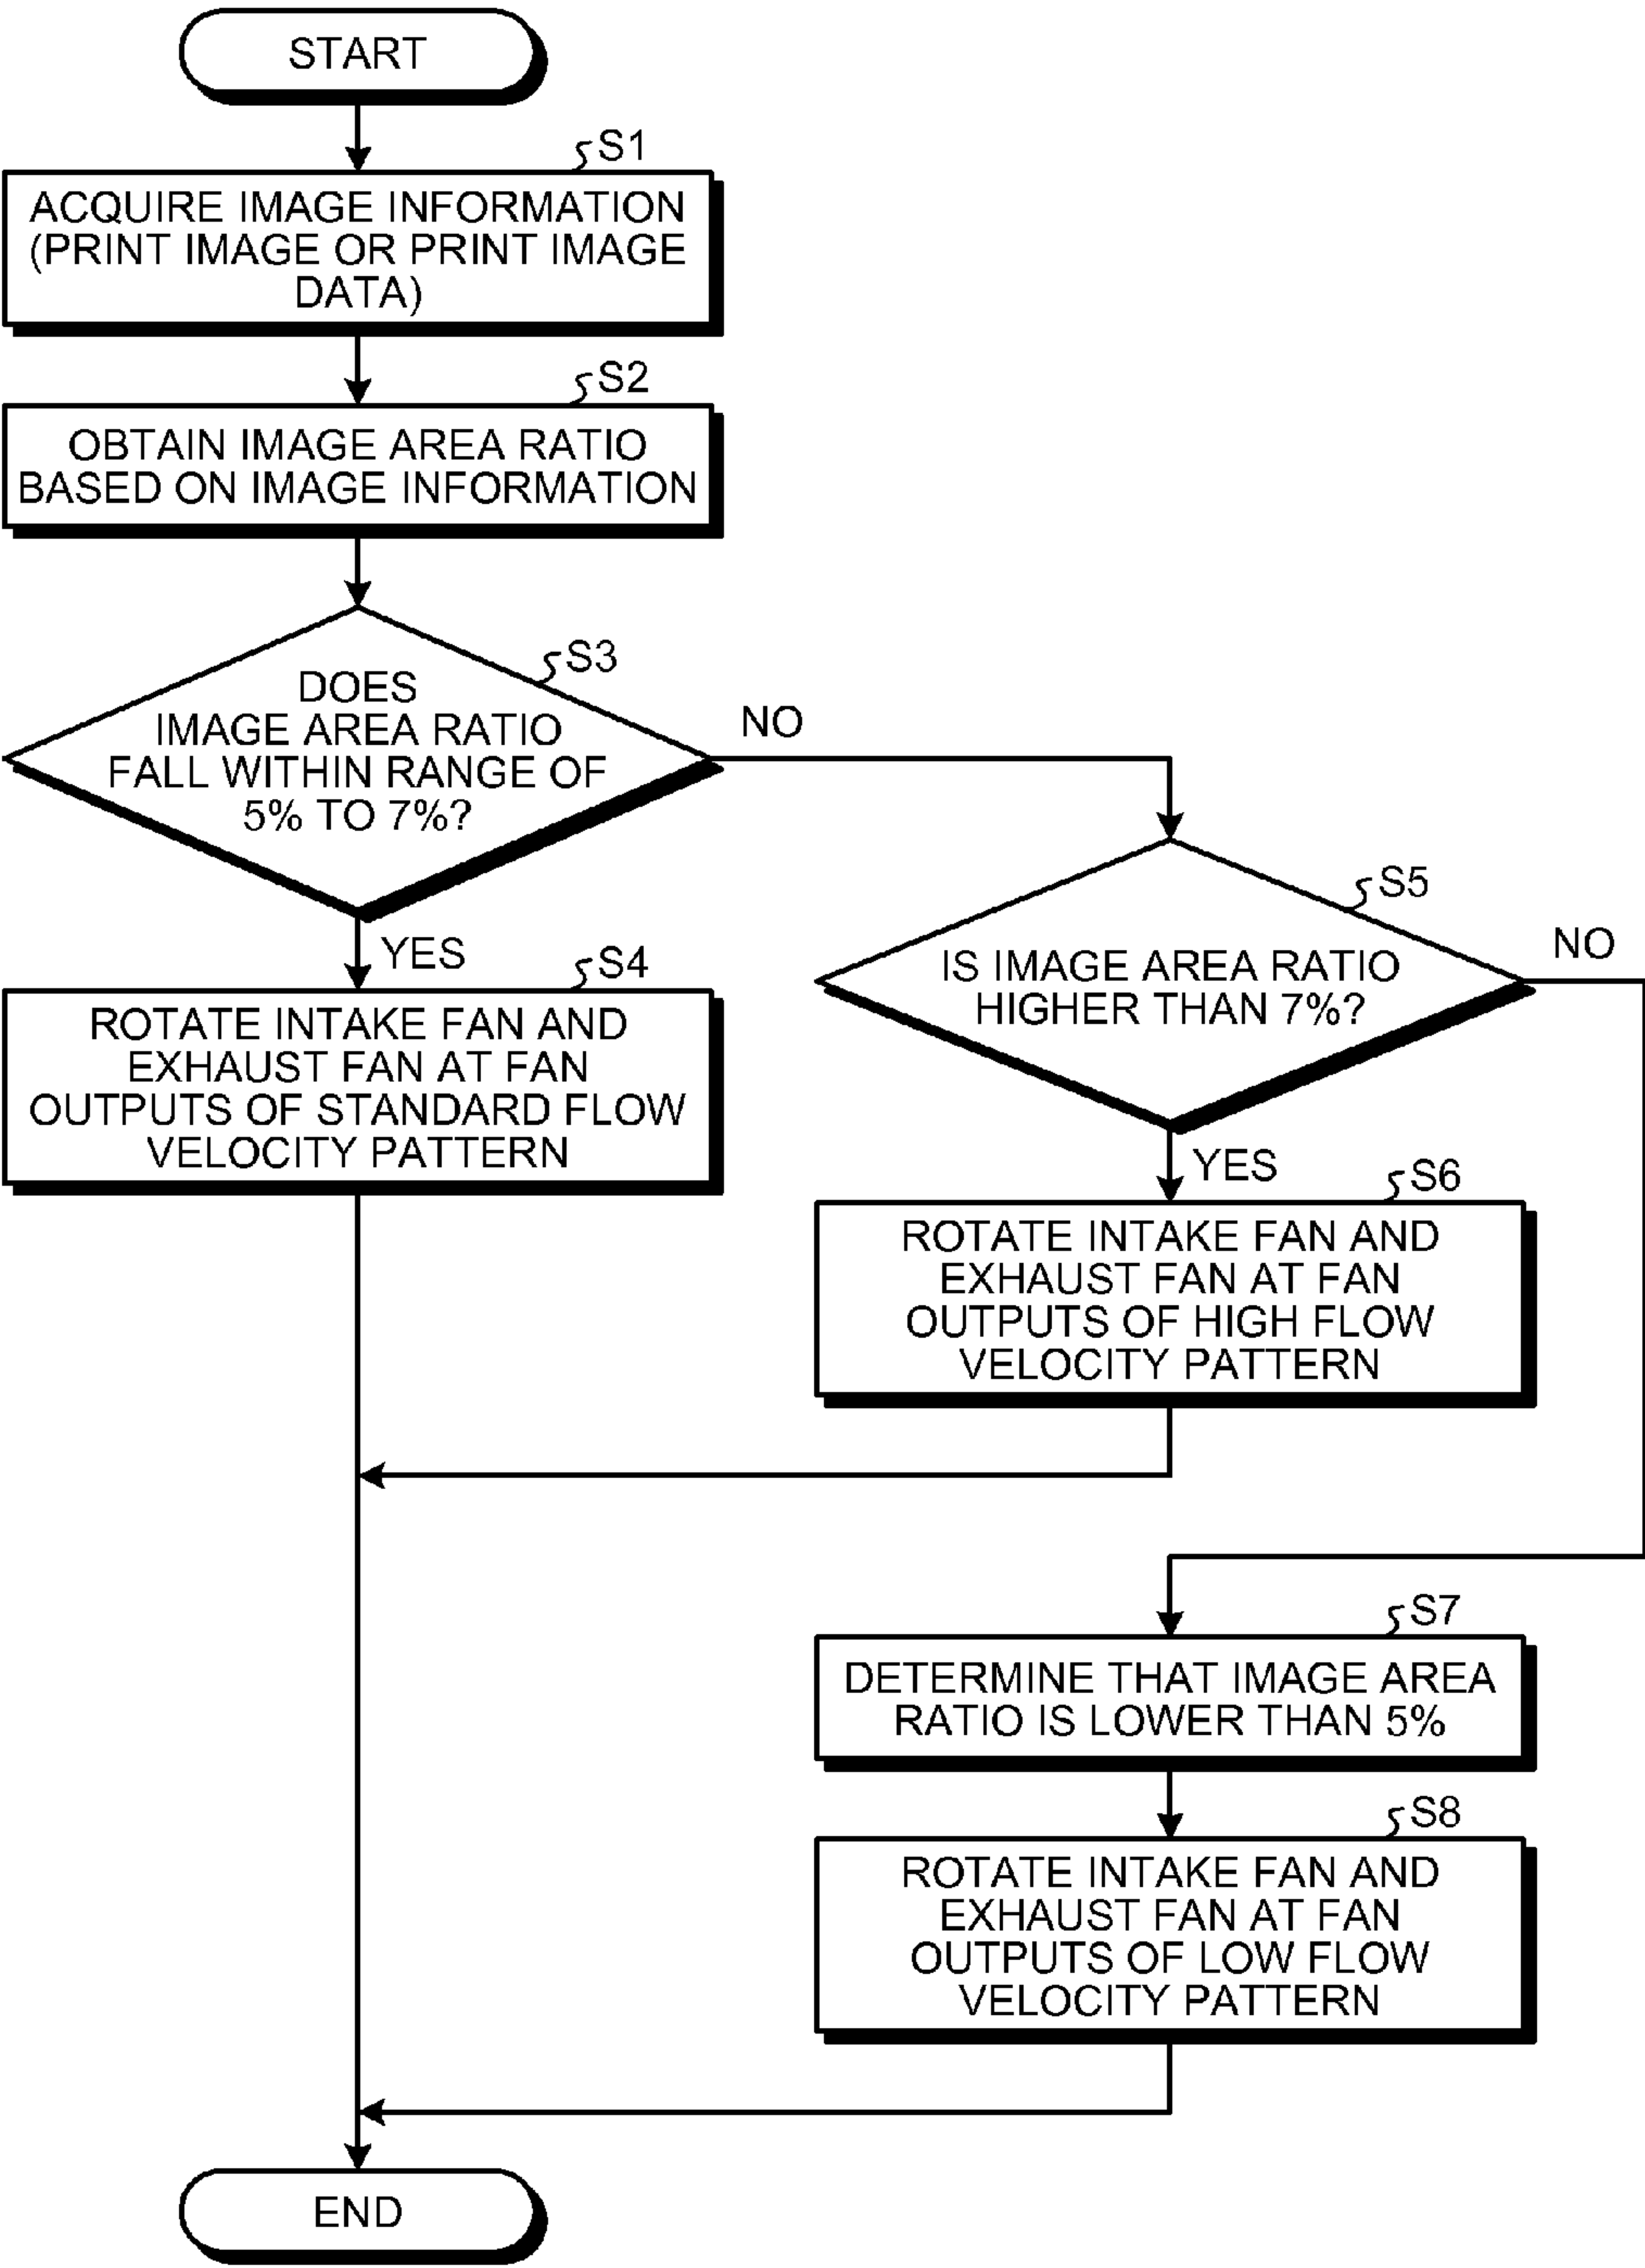 START
S1
ACQUIRE IMAGE INFORMATION
(PRINT IMAGE OR PRINT IMAGE
DATA)
S2
OBTAIN IMAGE AREA RATIO
BASED ON IMAGE INFORMATION
S3
DOES
IMAGE AREA RATIO
FALL WITHIN RANGE OF
5% TO 7%?
NO
YES
S4
ROTATE INTAKE FAN AND
EXHAUST FAN AT FAN
OUTPUTS OF STANDARD FLOW
VELOCITY PATTERN
S5
IS IMAGE AREA RATIO
HIGHER THAN 7%?
NO
YES
S6
ROTATE INTAKE FAN AND
EXHAUST FAN AT FAN
OUTPUTS OF HIGH FLOW
VELOCITY PATTERN
S7
DETERMINE THAT IMAGE AREA
RATIO IS LOWER THAN 5%
S8
ROTATE INTAKE FAN AND
EXHAUST FAN AT FAN
OUTPUTS OF LOW FLOW
VELOCITY PATTERN
END